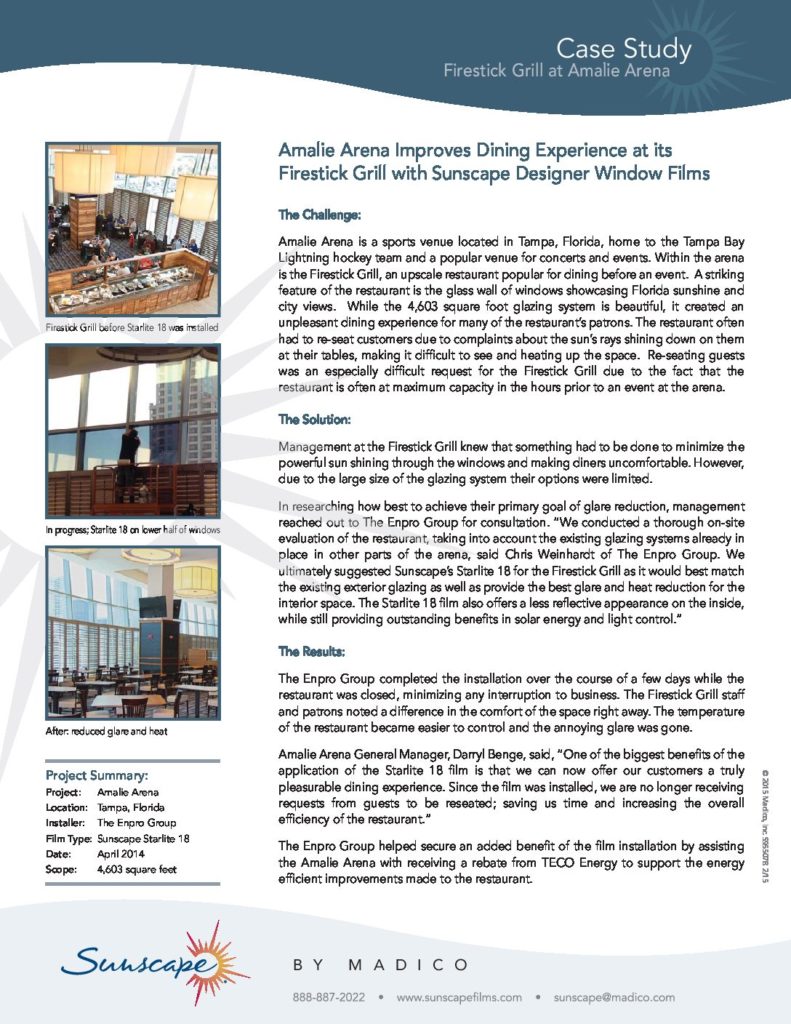 Case Study
Firestick Grill at Amalie Arena
Amalie Arena Improves Dining Experience at its
Firestick Grill with Sunscape Designer Window Films
The Challenge:
Amalie Arena is a sports venue located in Tampa, Florida, home to the Tampa Bay
Lightning hockey team and a popular venue for concerts and events. Within the arena
is the Firestick Grill, an upscale restaurant popular for dining before an event. A striking
feature of the restaurant is the glass wall of windows showcasing Florida sunshine and
city views. While the 4,603 square foot glazing system is beautiful, it created an
unpleasant dining experience for many of the restaurant's patrons. The restaurant often
had to re-seat customers due to complaints about the sun's rays shining down on them
at their tables, making it difficult to see and heating up the space. Re-seating guests
was an especially difficult request for the Firestick Grill due to the fact that the
restaurant is often at maximum capacity in the hours prior to an event at the arena.
The Solution:
Management at the Firestick Grill knew that something had to be done to minimize the
powerful sun shining through the windows and making diners uncomfortable. However,
due to the large size of the glazing system their options were limited.
In researching how best to achieve their primary goal of glare reduction, management
reached out to The Enpro Group for consultation. "We conducted a thorough on-site
evaluation of the restaurant, taking into account the existing glazing systems already in
place in other parts of the arena, said Chris Weinhardt of The Enpro Group. We
ultimately suggested Sunscape's Starlite 18 for the Firestick Grill as it would best match
the existing exterior glazing as well as provide the best glare and heat reduction for the
interior space. The Starlite 18 film also offers a less reflective appearance on the inside,
while still providing outstanding benefits in solar energy and light control."
The Results:
The Enpro Group completed the installation over the course of a few days while the
restaurant was closed, minimizing any interruption to business. The Firestick Grill staff
and patrons noted a difference in the comfort of the space right away. The temperature
of the restaurant became easier to control and the annoying glare was gone.
Amalie Arena General Manager, Darryl Benge, said, "One of the biggest benefits of the
application of the Starlite 18 film is that we can now offer our customers a truly
pleasurable dining experience. Since the film was installed, we are no longer receiving
requests from guests to be reseated; saving us time and increasing the overall
efficiency of the restaurant."
The Enpro Group helped secure an added benefit of the film installation by assisting
the Amalie Arena with receiving a rebate from TECO Energy to support the energy
efficient improvements made to the restaurant.
Firestick Grill before Starlite 18 was installed
In progress; Starlite 18 on lower half of windows
After: reduced glare and heat
Project Summary:
Project: Amalie Arena
Location: Tampa, Florida
Installer: The Enpro Group
Film Type: Sunscape Starlite 18
Date: April 2014
Scope: 4,603 square feet
© 2015 Madico, Inc. SSS507B 2/15
Sunscape®
BY MADICO
888-887-2022 • www.sunscapefilms.com • sunscape@madico.com